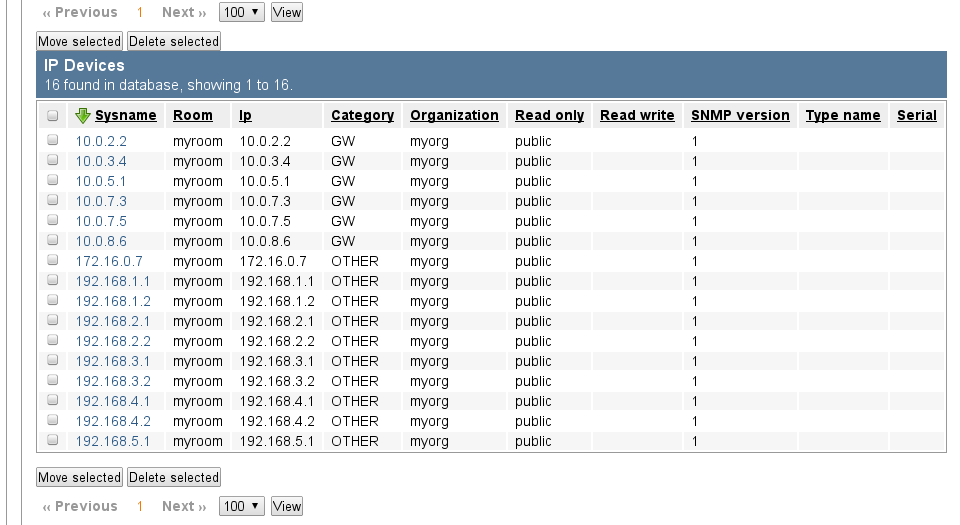 ‹‹ Previous 1 Next ›› 100 View
Move selected Delete selected
IP Devices
16 found in database, showing 1 to 16.
Sysname Room Ip Category Organization Read only Read write SNMP version Type name Serial
10.0.2.2 myroom 10.0.2.2 GW myorg public 1
10.0.3.4 myroom 10.0.3.4 GW myorg public 1
10.0.5.1 myroom 10.0.5.1 GW myorg public 1
10.0.7.3 myroom 10.0.7.3 GW myorg public 1
10.0.7.5 myroom 10.0.7.5 GW myorg public 1
10.0.8.6 myroom 10.0.8.6 GW myorg public 1
172.16.0.7 myroom 172.16.0.7 OTHER myorg public 1
192.168.1.1 myroom 192.168.1.1 OTHER myorg public 1
192.168.1.2 myroom 192.168.1.2 OTHER myorg public 1
192.168.2.1 myroom 192.168.2.1 OTHER myorg public 1
192.168.2.2 myroom 192.168.2.2 OTHER myorg public 1
192.168.3.1 myroom 192.168.3.1 OTHER myorg public 1
192.168.3.2 myroom 192.168.3.2 OTHER myorg public 1
192.168.4.1 myroom 192.168.4.1 OTHER myorg public 1
192.168.4.2 myroom 192.168.4.2 OTHER myorg public 1
192.168.5.1 myroom 192.168.5.1 OTHER myorg public 1
Move selected Delete selected
‹‹ Previous 1 Next ›› 100 View